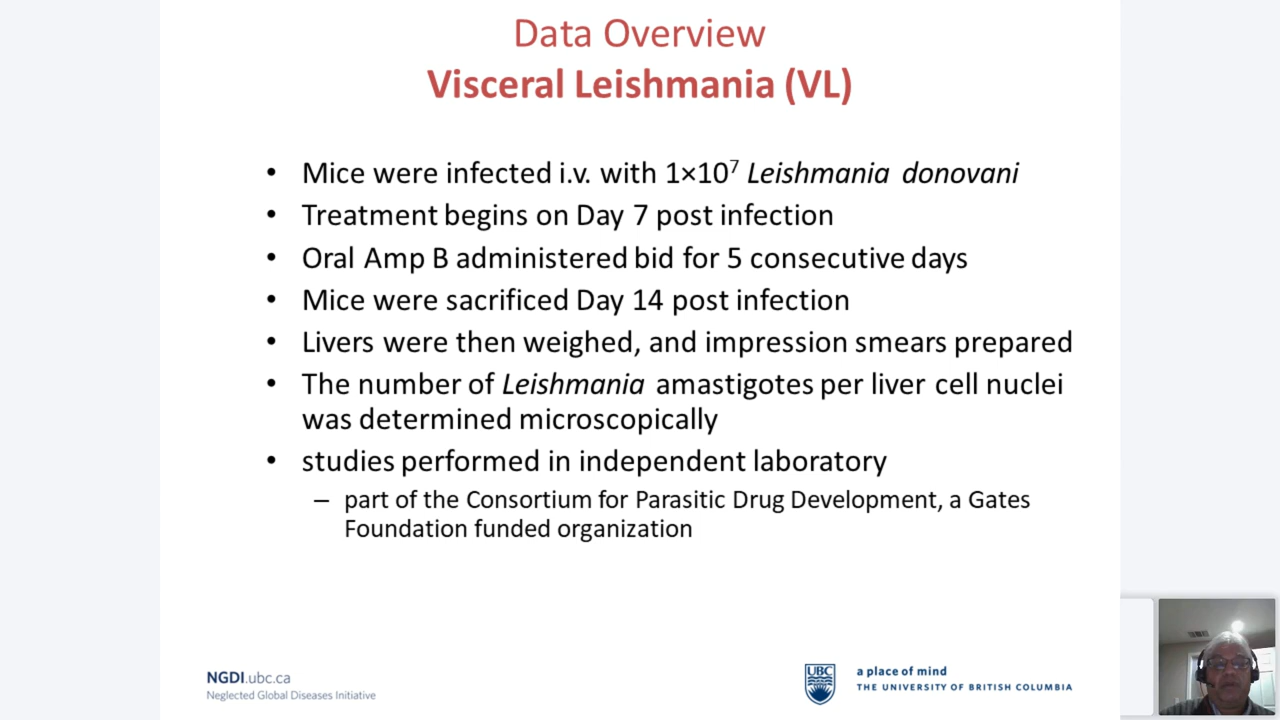 Data Overview
Visceral Leishmania (VL)
• Mice were infected i.v. with 1×10⁷ Leishmania donovani
• Treatment begins on Day 7 post infection
• Oral Amp B administered bid for 5 consecutive days
• Mice were sacrificed Day 14 post infection
• Livers were then weighed, and impression smears prepared
• The number of Leishmania amastigotes per liver cell nuclei
was determined microscopically
• studies performed in independent laboratory
– part of the Consortium for Parasitic Drug Development, a Gates
Foundation funded organization
NGDI.ubc.ca
Neglected Global Diseases Initiative
UBC
a place of mind
THE UNIVERSITY OF BRITISH COLUMBIA